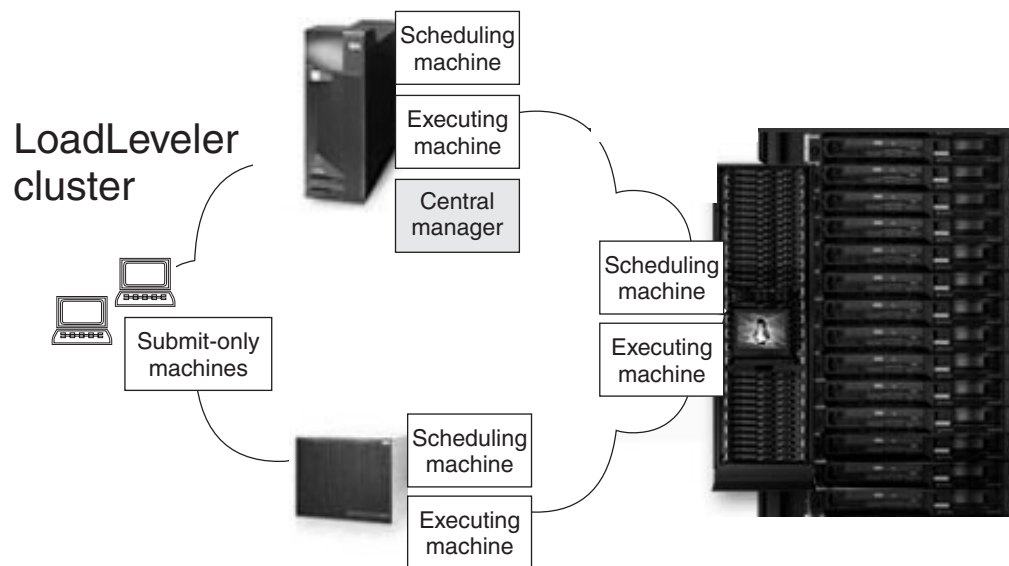 LoadLeveler
cluster
Scheduling
machine
Executing
machine
Central
manager
Submit-only
machines
Scheduling
machine
Executing
machine
Scheduling
machine
Executing
machine